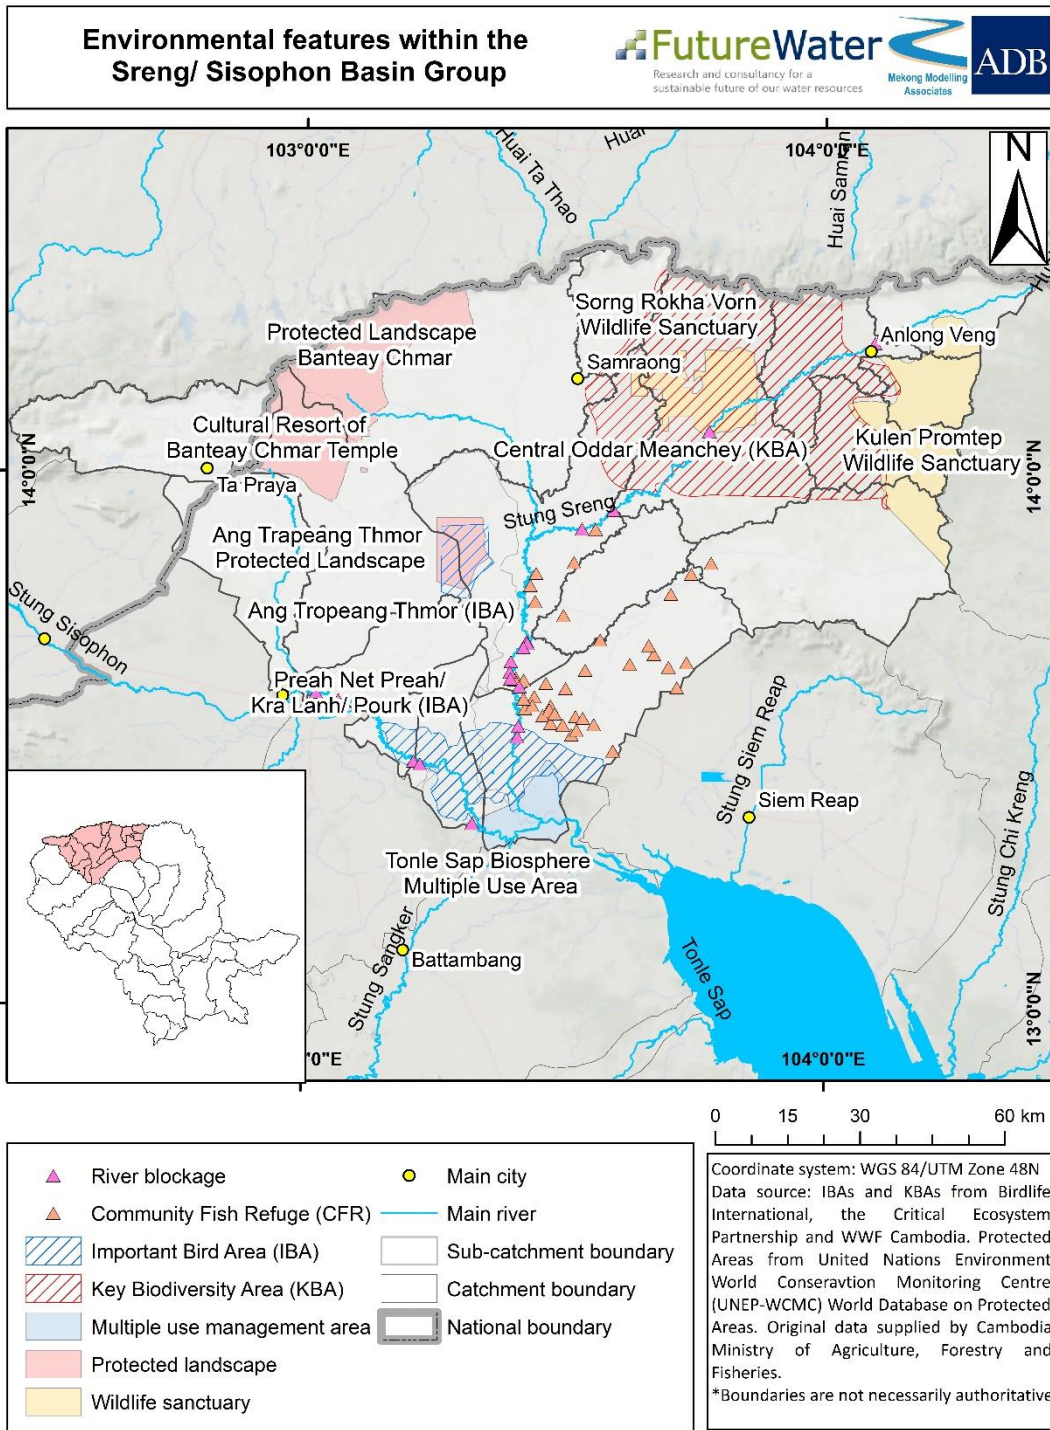 Environmental features within the
Sreng/ Sisophon Basin Group
FutureWater
Research and consultancy for a
sustainable future of our water resources
Mekong Modelling
Associates
ADB
103°0'0"E
104°0'0"E
Huai Ta Thao
Huai
Huai Samran
N
Sorng Rokha Vorn
Wildlife Sanctuary
Protected Landscape
Banteay Chmar
Anlong Veng
Samraong
Cultural Resort of
Banteay Chmar Temple
Central Oddar Meanchey (KBA)
Kulen Promtep
Wildlife Sanctuary
14°0'0"N
14°0'0"N
Ta Praya
Stung Sreng
Ang Trapeang Thmor
Protected Landscape
Ang Tropeang Thmor (IBA)
Stung Sisophon
Preah Net Preah/
Kra Lanh/ Pourk (IBA)
Stung Siem Reap
Siem Reap
Stung Chi Kreng
Tonle Sap Biosphere
Multiple Use Area
Stung Sangker
Battambang
Tonle Sap
13°0'0"N
0'0"E
104°0'0"E
0 15 30 60 km
River blockage
Main city
Community Fish Refuge (CFR)
Main river
Important Bird Area (IBA)
Sub-catchment boundary
Key Biodiversity Area (KBA)
Catchment boundary
Multiple use management area
National boundary
Protected landscape
Wildlife sanctuary
Coordinate system: WGS 84/UTM Zone 48N
Data source: IBAs and KBAs from Birdlife
International, the Critical Ecosystem
Partnership and WWF Cambodia. Protected
Areas from United Nations Environment
World Conseravtion Monitoring Centre
(UNEP-WCMC) World Database on Protected
Areas. Original data supplied by Cambodia
Ministry of Agriculture, Forestry and
Fisheries.
*Boundaries are not necessarily authoritative